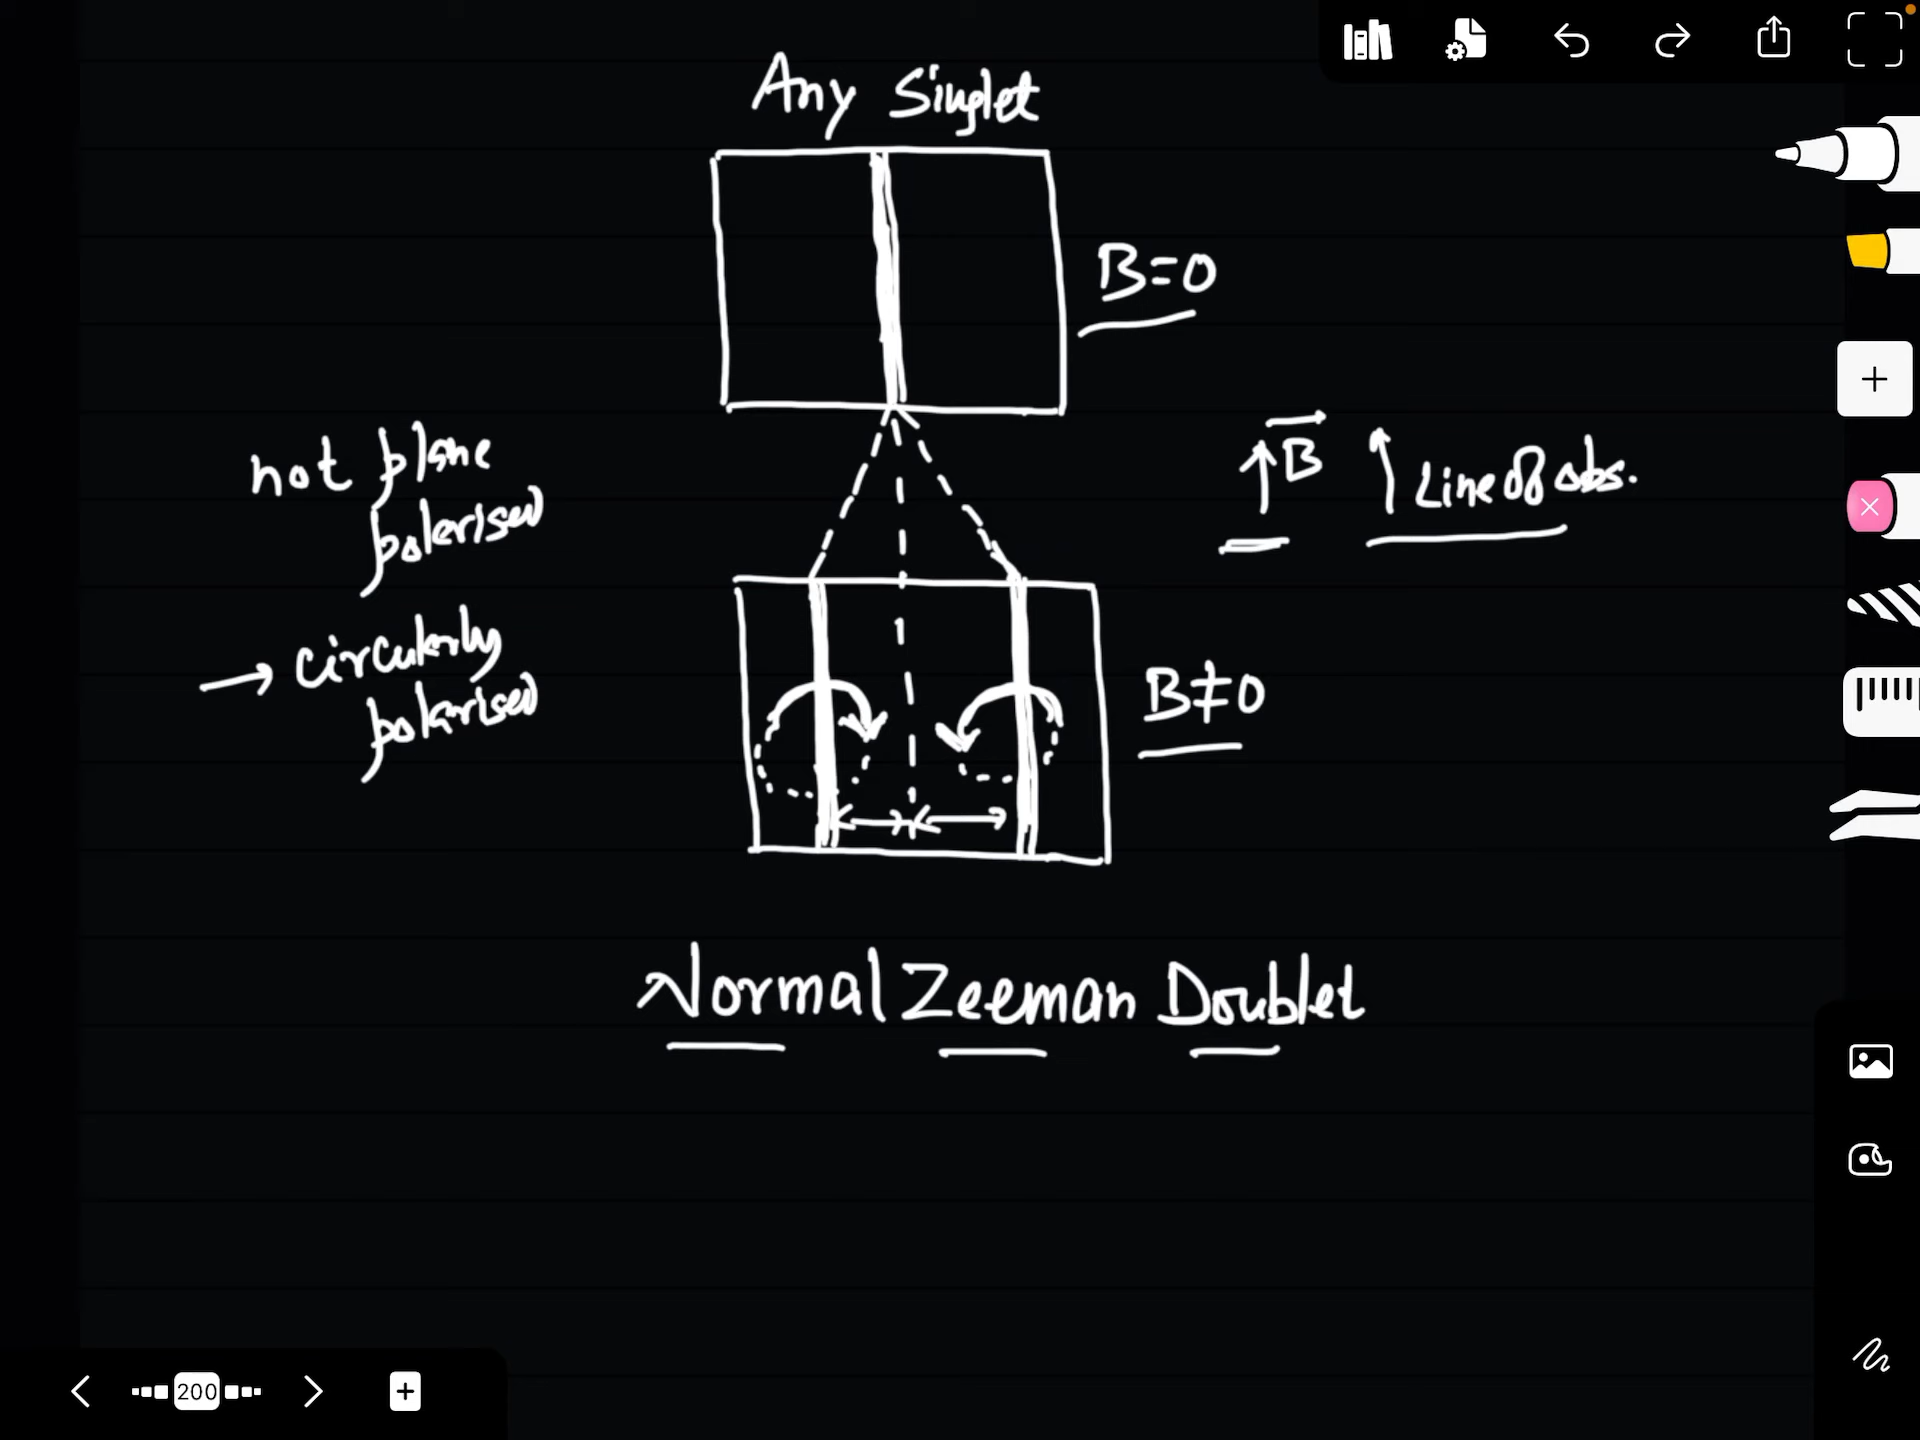 Any Singlet
B=0
not plane
polarised
↑B⃗ ↑ Line of obs.
→ circularly
polarised
B≠0
Normal Zeeman Doublet
200